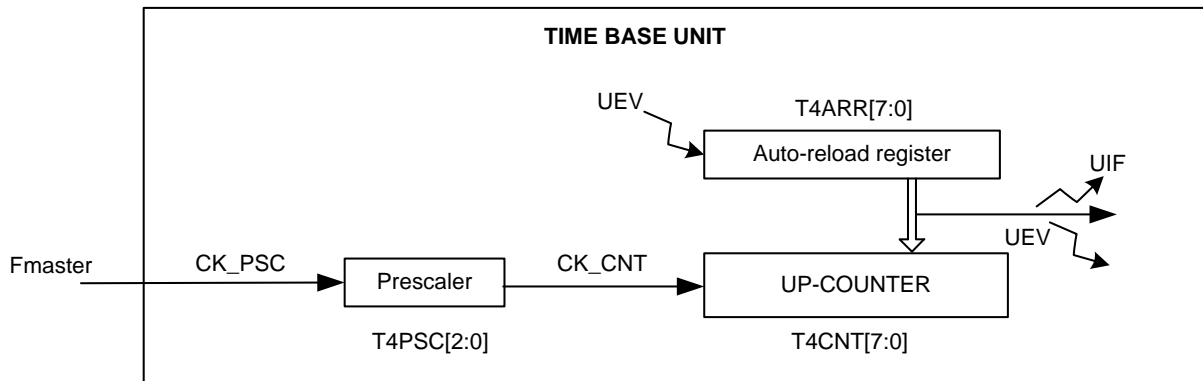 TIME BASE UNIT
UEV
T4ARR[7:0]
Auto-reload register
UIF
UEV
Fmaster
CK_PSC
CK_CNT
Prescaler
UP-COUNTER
T4PSC[2:0]
T4CNT[7:0]